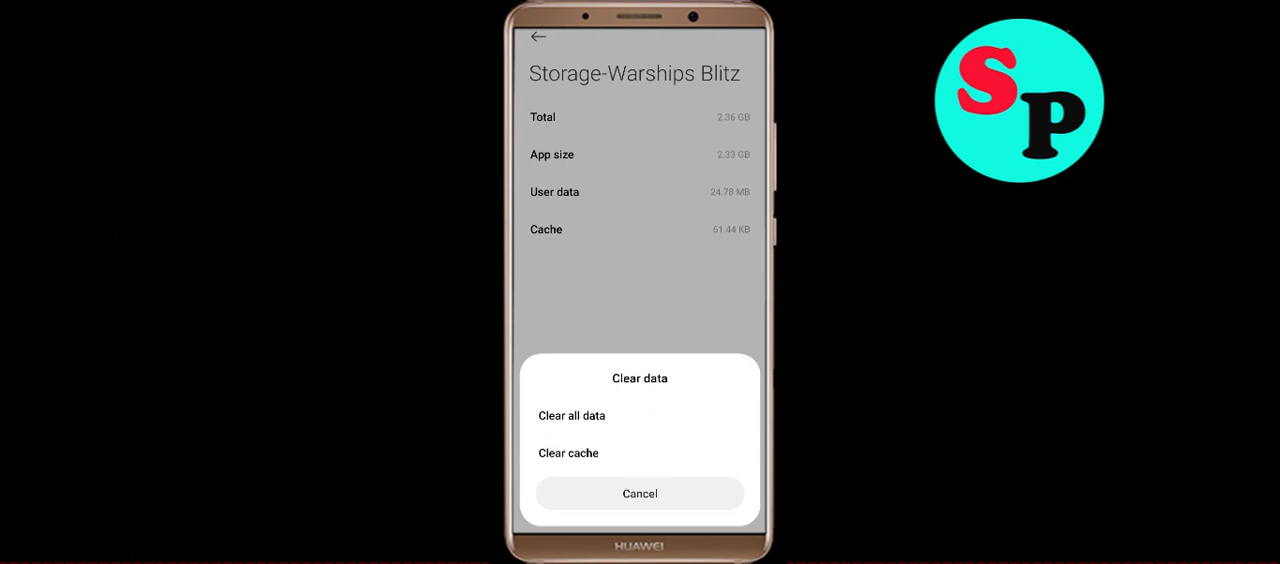 Storage-Warships Blitz
Total 2.36 GB
App size 2.33 GB
User data 24.78 MB
Cache 61.44 KB
Clear data
Clear all data
Clear cache
Cancel
HUAWEI
SP